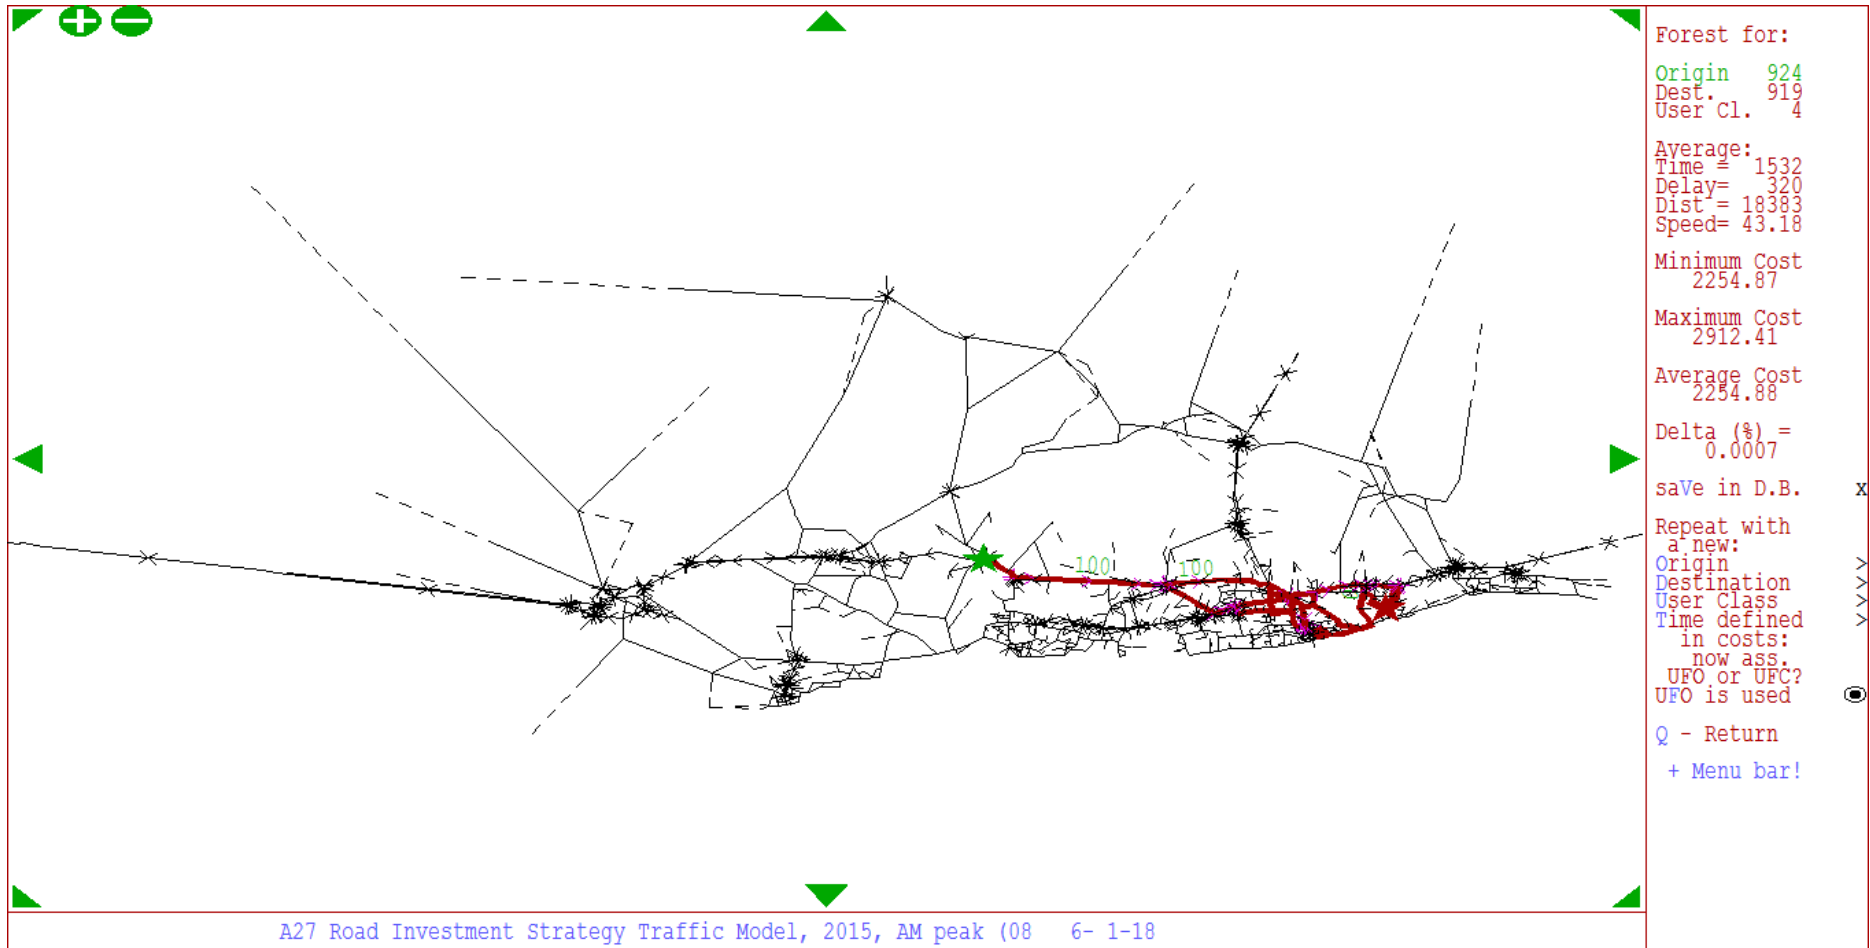 Forest for:
Origin 924
Dest. 919
User Cl. 4
Average:
Time = 1532
Delay= 320
Dist = 18383
Speed= 43.18
Minimum Cost
2254.87
Maximum Cost
2912.41
Average Cost
2254.88
Delta (%) =
0.0007
saVe in D.B. x
Repeat with
a new:
Origin >
Destination >
User Class >
Time defined >
in costs:
now ass.
UFO or UFC?
UFO is used
Q - Return
+ Menu bar!
100 100
A27 Road Investment Strategy Traffic Model, 2015, AM peak (08 6- 1-18